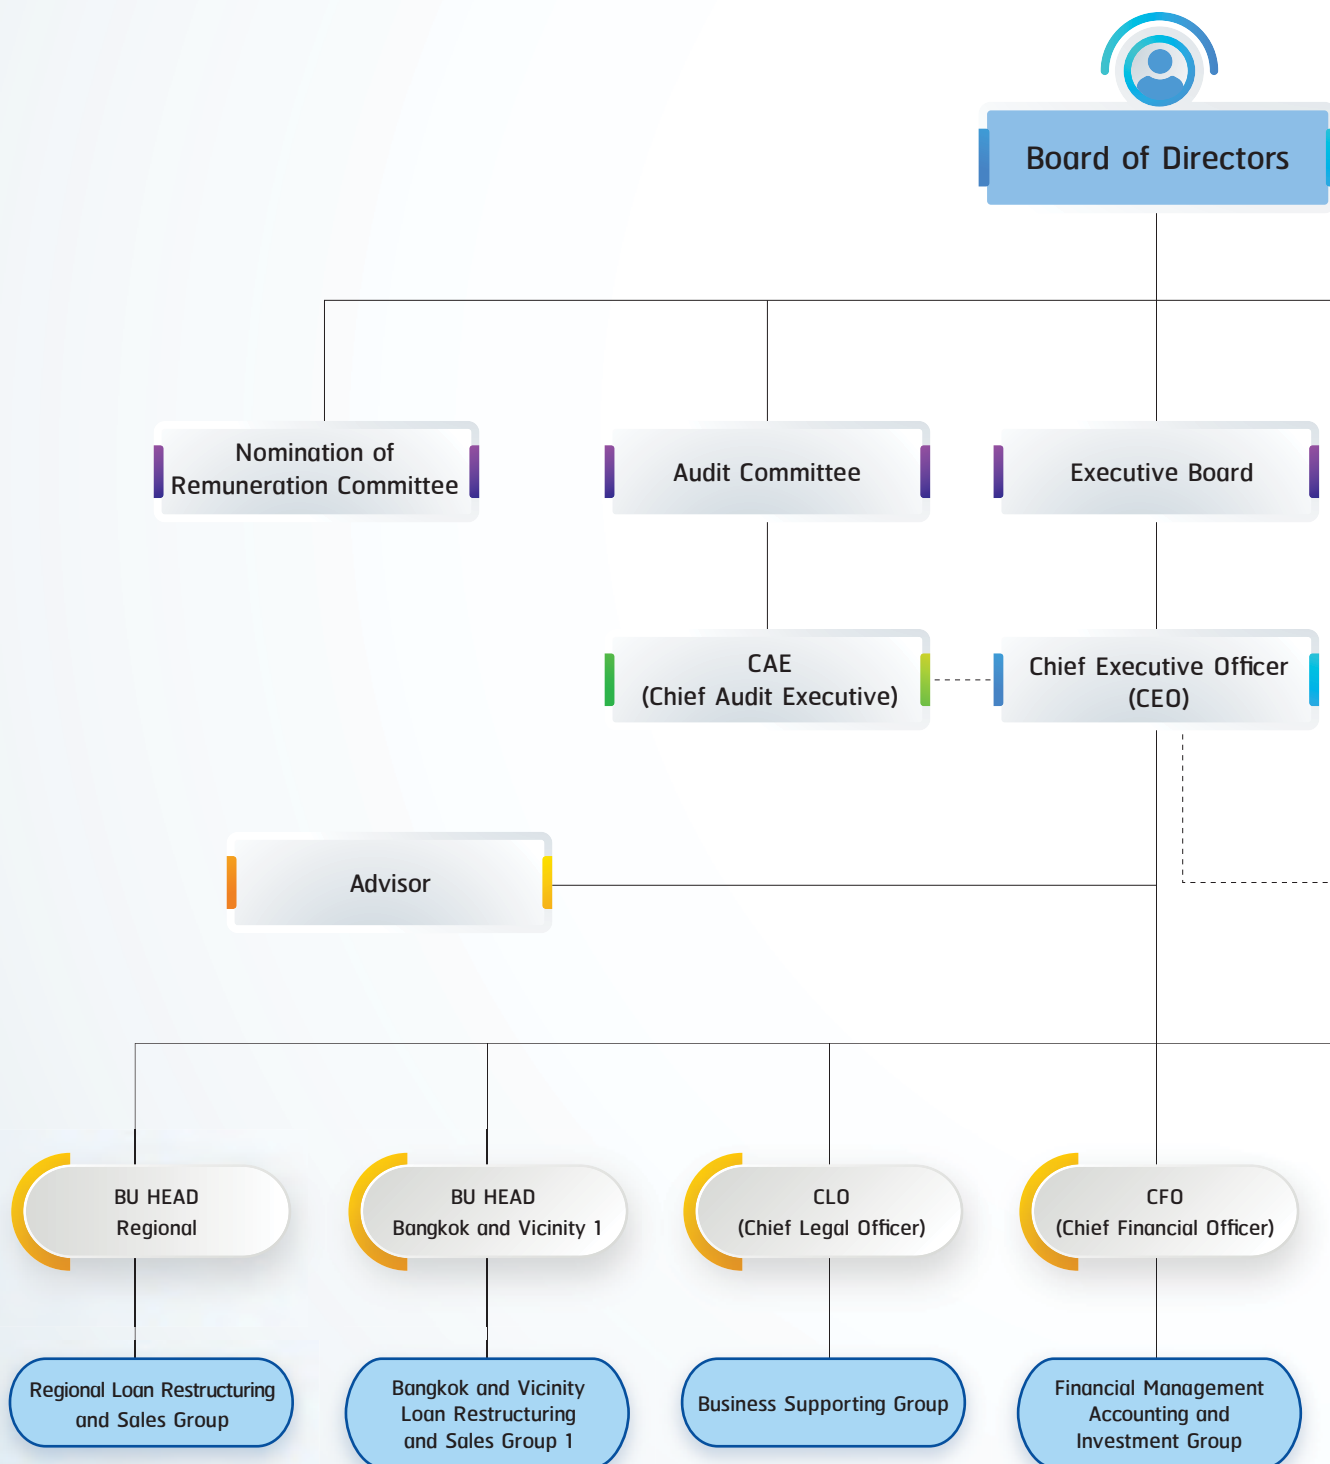 Board of Directors
Nomination of
Remuneration Committee
Audit Committee
Executive Board
CAE
(Chief Audit Executive)
Chief Executive Officer
(CEO)
Advisor
BU HEAD
Regional
BU HEAD
Bangkok and Vicinity 1
CLO
(Chief Legal Officer)
CFO
(Chief Financial Officer)
Regional Loan Restructuring
and Sales Group
Bangkok and Vicinity
Loan Restructuring
and Sales Group 1
Business Supporting Group
Financial Management
Accounting and
Investment Group